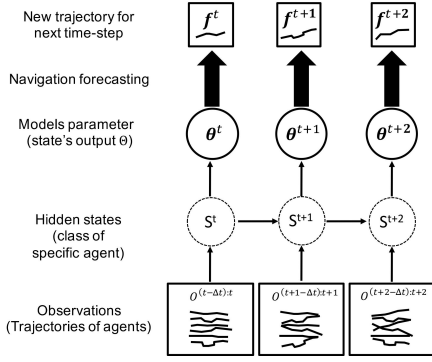 New trajectory for
next time-step
f^t
f^{t+1}
f^{t+2}
Navigation forecasting
Models parameter
(state's output Θ)
θ^t
θ^{t+1}
θ^{t+2}
Hidden states
(class of
specific agent)
S^t
S^{t+1}
S^{t+2}
Observations
(Trajectories of agents)
O^{(t−Δt):t}
O^{(t+1−Δt):t+1}
O^{(t+2−Δt):t+2}